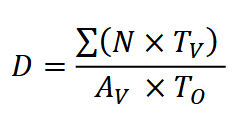 D = ∑(N × T_V) / A_V × T_O